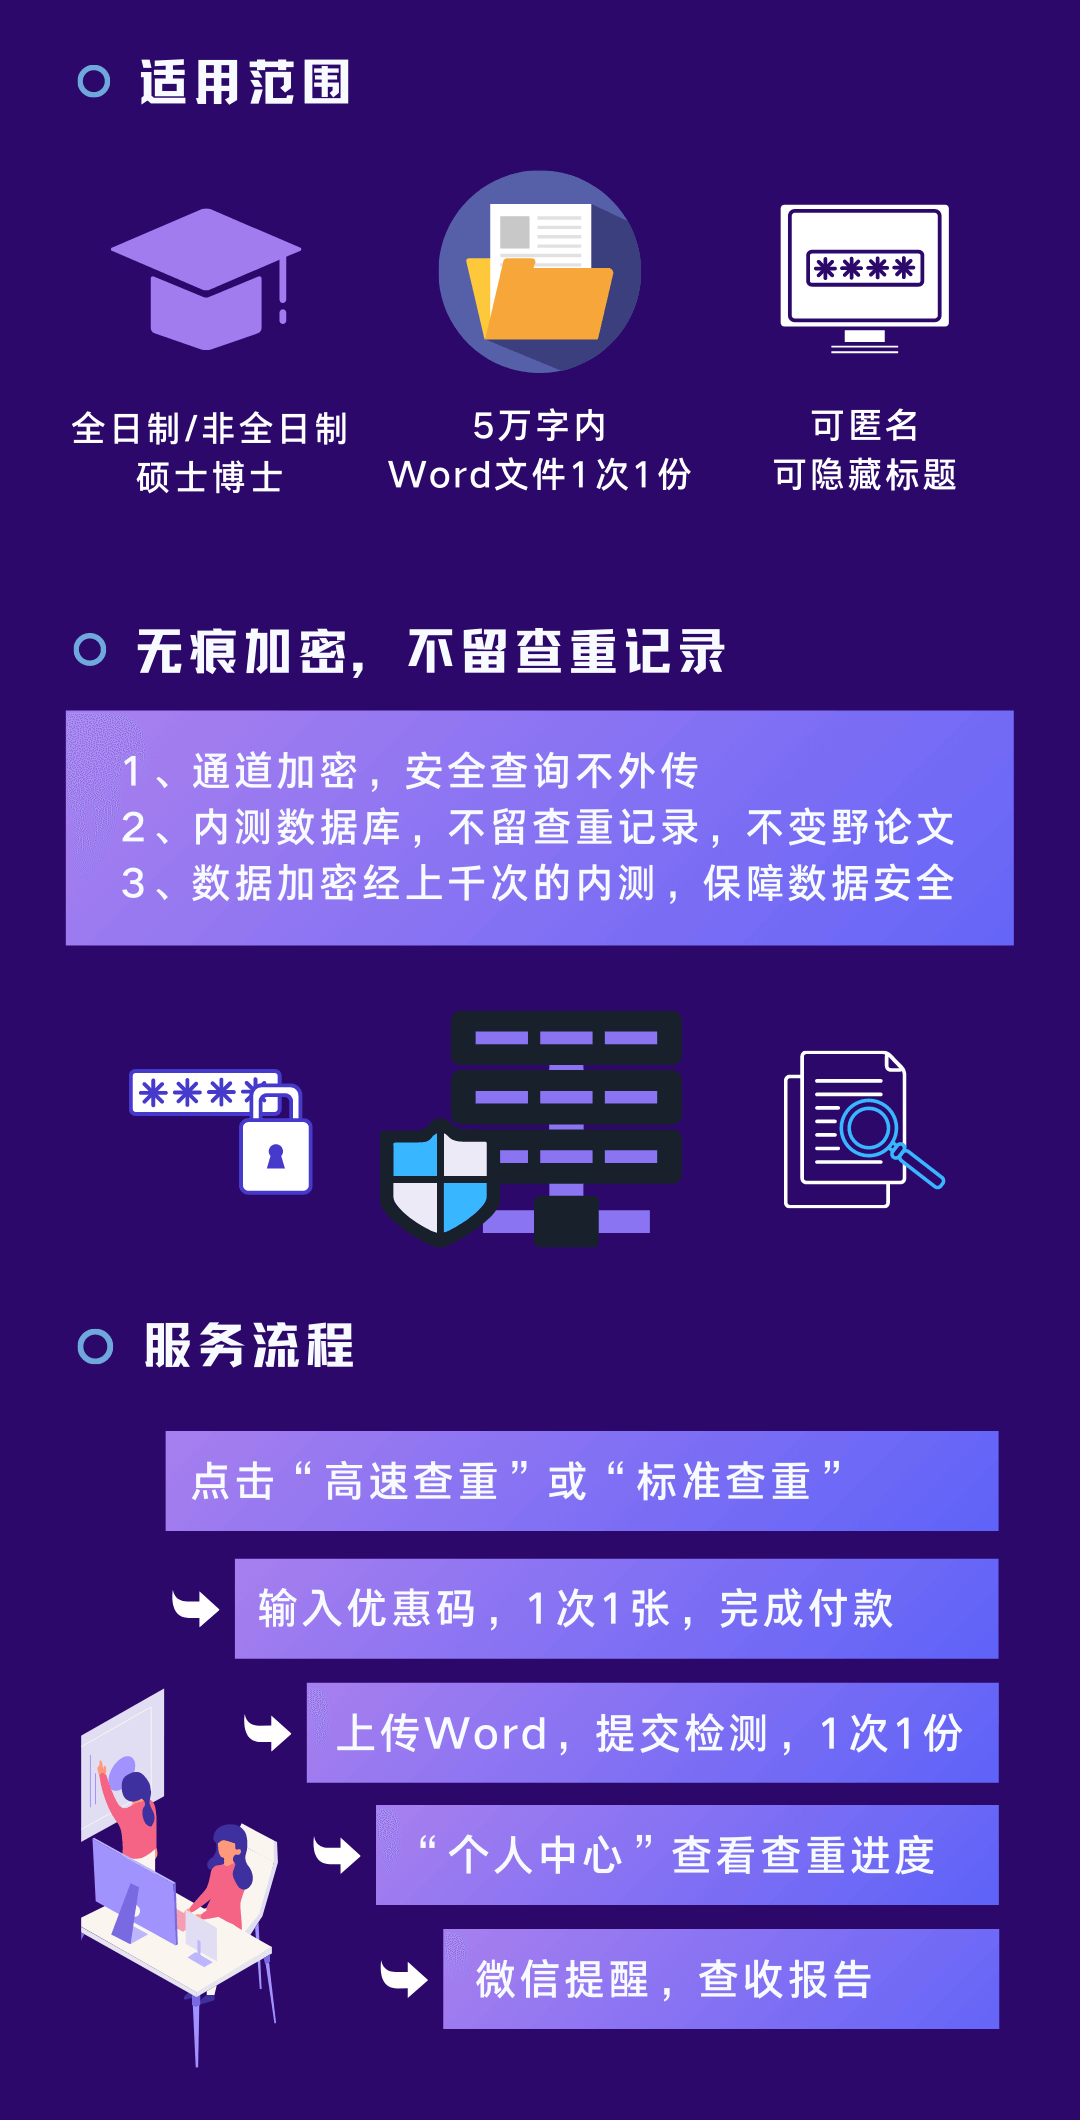 适用范围
全日制/非全日制
硕士博士
5万字内
Word文件1次1份
可匿名
可隐藏标题
无痕加密，不留查重记录
1、通道加密，安全查询不外传
2、内测数据库，不留查重记录，不变野论文
3、数据加密经上千次的内测，保障数据安全
服务流程
点击“高速查重”或“标准查重”
输入优惠码，1次1张，完成付款
上传Word，提交检测，1次1份
“个人中心”查看查重进度
微信提醒，查收报告